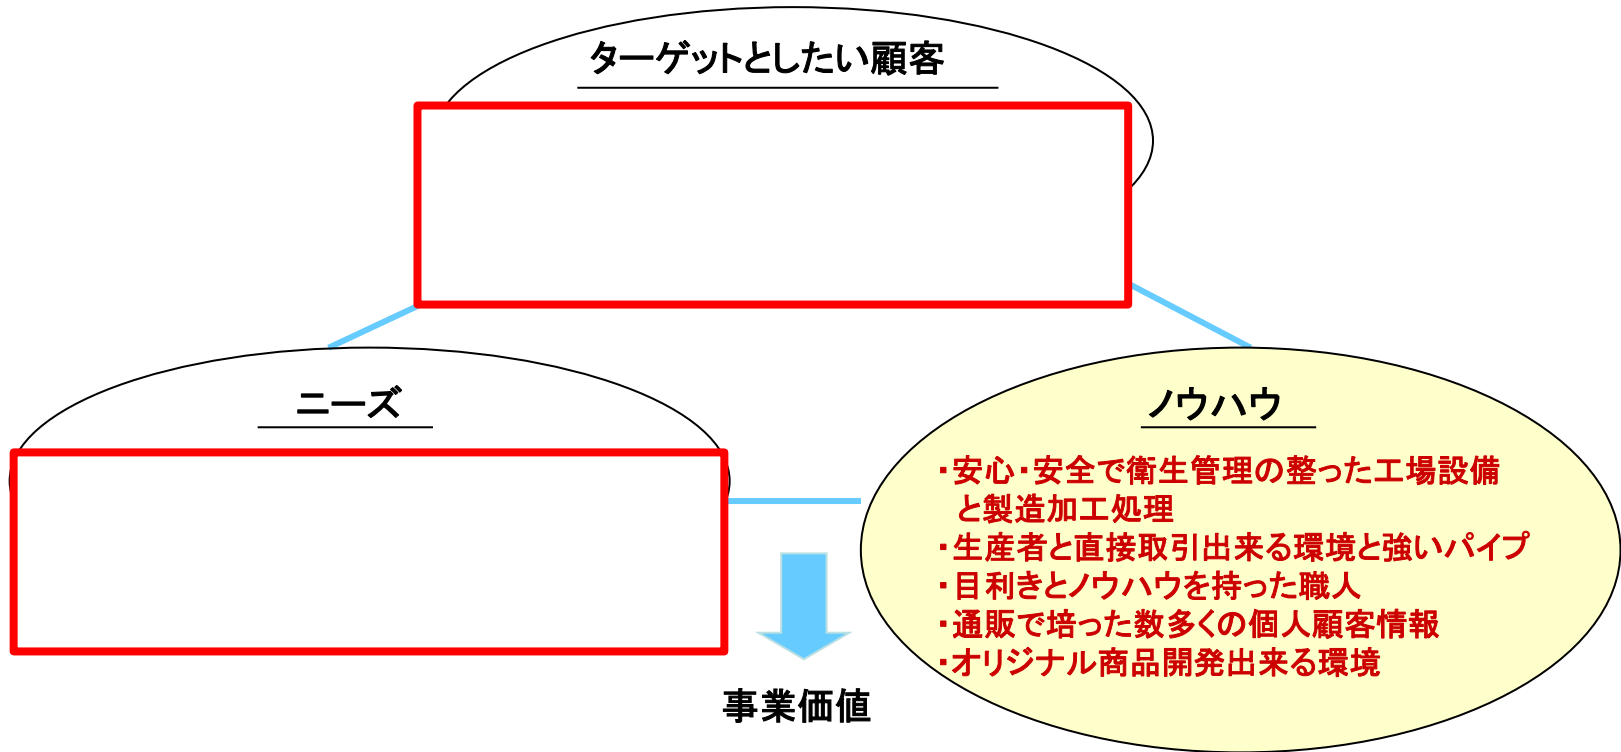 ターゲットとしたい顧客
ニーズ
ノウハウ
・安心・安全で衛生管理の整った工場設備
と製造加工処理
・生産者と直接取引出来る環境と強いパイプ
・目利きとノウハウを持った職人
・通販で培った数多くの個人顧客情報
・オリジナル商品開発出来る環境
事業価値